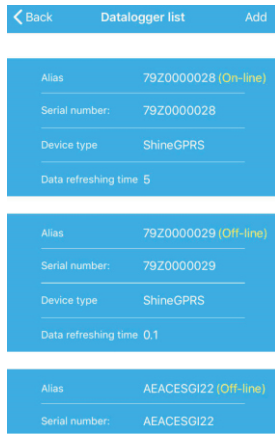 Back Datalogger list Add
Alias 79Z0000028 (On-line)
Serial number: 79Z0000028
Device type ShineGPRS
Data refreshing time 5
Alias 79Z0000029 (Off-line)
Serial number: 79Z0000029
Device type ShineGPRS
Data refreshing time 0.1
Alias AEACESGI22 (Off-line)
Serial number: AEACESGI22